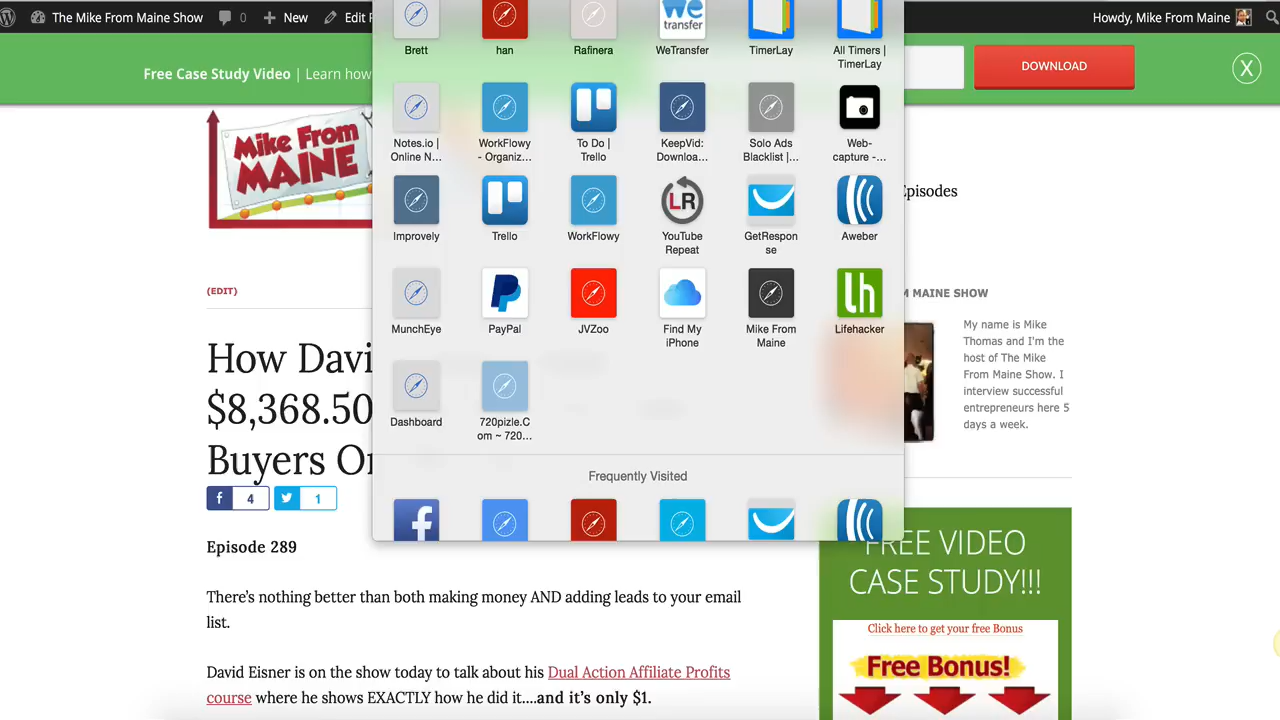 The Mike From Maine Show
0
New
Edit
Howdy, Mike From Maine
Free Case Study Video | Learn how
DOWNLOAD
X
Mike From
MAINE
Episodes
Brett
han
Rafinera
WeTransfer
TimerLay
All Timers |
TimerLay
we
transfer
Notes.io |
Online N...
WorkFlowy
- Organiz...
To Do |
Trello
KeepVid:
Downloa...
Solo Ads
Blacklist |...
Web-
capture -...
LR
Improvely
Trello
WorkFlowy
YouTube
Repeat
GetRespon
se
Aweber
lh
MunchEye
PayPal
JVZoo
Find My
iPhone
Mike From
Maine
Lifehacker
Dashboard
720pizle.C
om ~ 720...
Frequently Visited
(EDIT)
How Davi
$8,368.50
Buyers O
4
1
Episode 289
There's nothing better than both making money AND adding leads to your email
list.
David Eisner is on the show today to talk about his Dual Action Affiliate Profits
course where he shows EXACTLY how he did it....and it's only $1.
MAINE SHOW
My name is Mike
Thomas and I'm the
host of The Mike
From Maine Show. I
interview successful
entrepreneurs here 5
days a week.
FREE VIDEO
CASE STUDY!!!
Click here to get your free Bonus
Free Bonus!